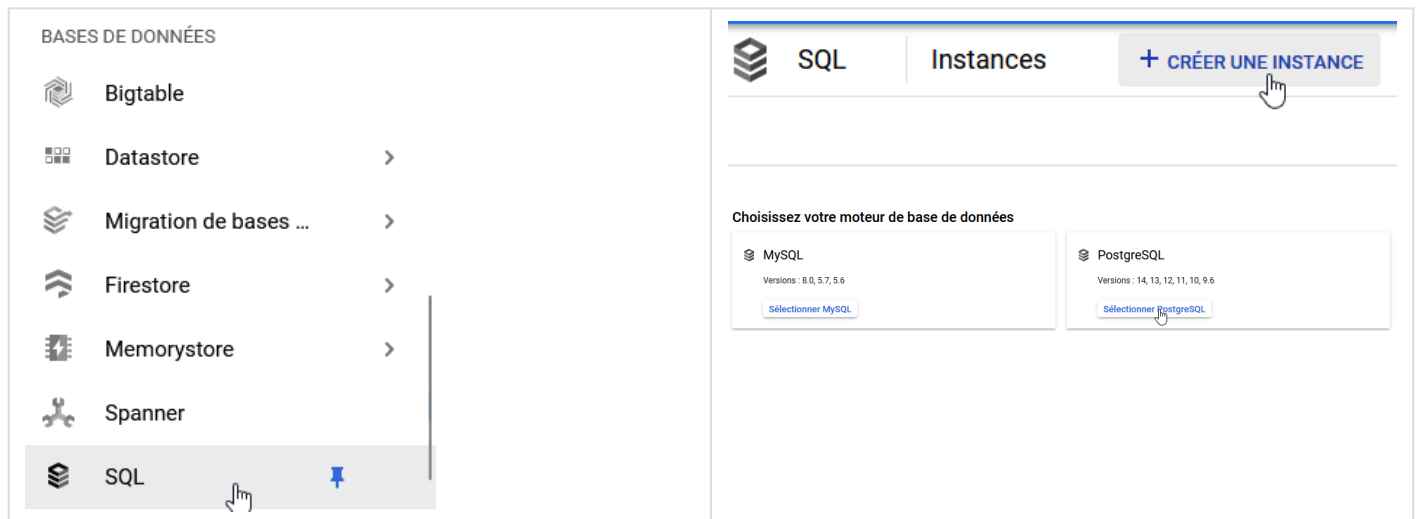 BASES DE DONNÉES
Bigtable
Datastore
Migration de bases ...
Firestore
Memorystore
Spanner
SQL
SQL Instances + CRÉER UNE INSTANCE
Choisissez votre moteur de base de données
MySQL
Versions : 8.0, 5.7, 5.6
Sélectionner MySQL
PostgreSQL
Versions : 14, 13, 12, 11, 10, 9.6
Sélectionner PostgreSQL